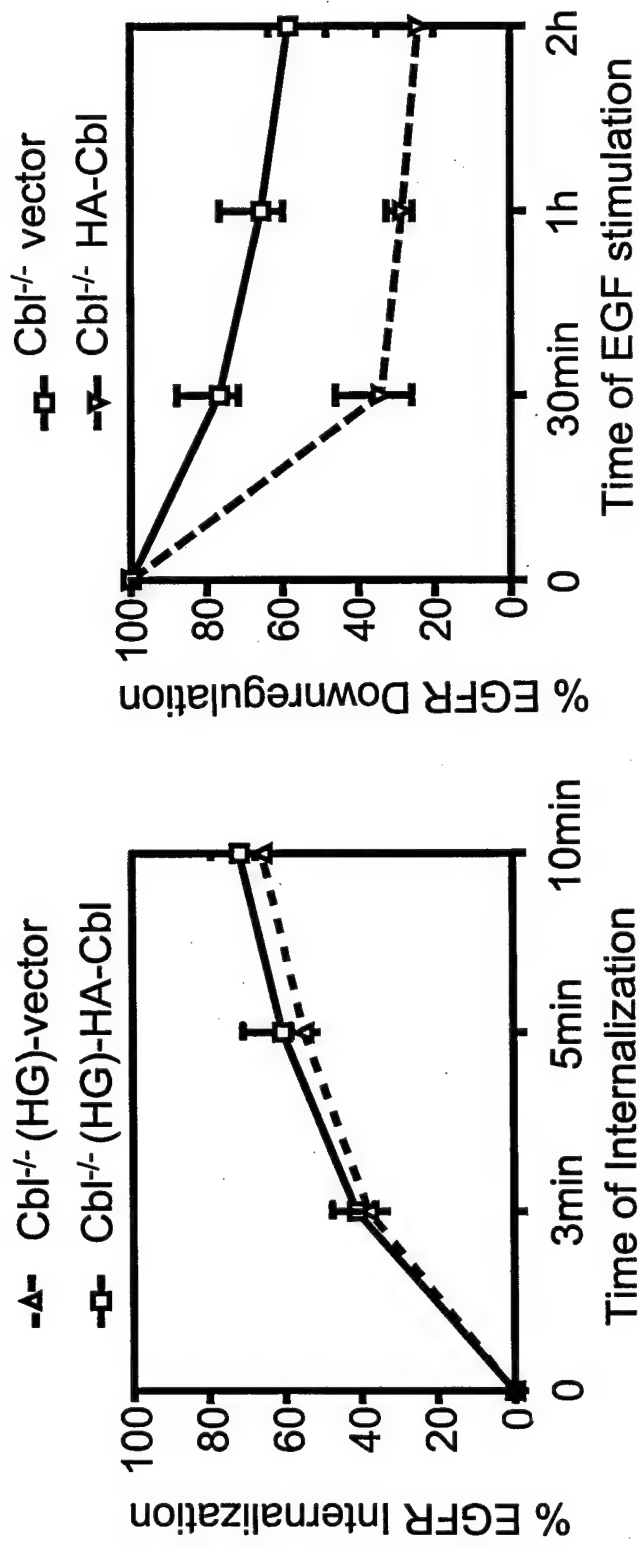 Cbl-/- (HG)-vector
Cbl-/- (HG)-HA-Cbl
% EGFR Internalization
100
80
60
40
20
0
0 3min 5min 10min
Time of Internalization
Cbl-/- vector
Cbl-/- HA-Cbl
% EGFR Downregulation
100
80
60
40
20
0
0 30min 1h 2h
Time of EGF stimulation